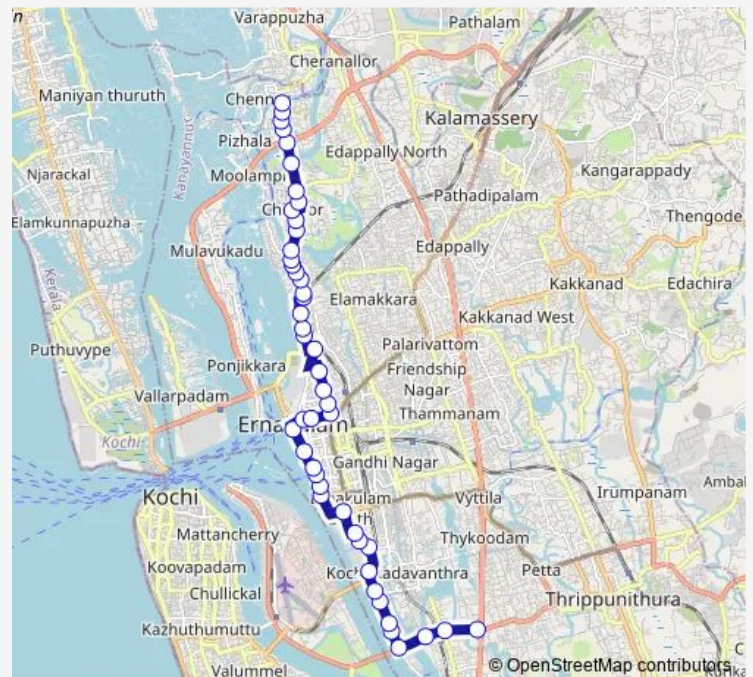 Varappuzha
Pathalam
n
Cheranallor
Maniyan thuruth
Chenn
Kalamassery
Pizhala
Edappally North
Kanayannur
Njarackal
Moolamp
Kangarappady
Pathadipalam
Elamkunnapuzha
Thengode
Mulavukadu
Edappally
Kerala
Kakkanad
Edachira
Elamakkara
Kakkanad West
Puthuvype
Palarivattom
Ponjikkara
Friendship
Nagar
Vallarpadam
Thammanam
Kochi
Gandhi Nagar
Kochi
Vyttila
Irumpanam
Ambal
Mattancherry
Thykoodam
Koovapadam
Petta
Chullickal
Thrippunithura
Kazhuthumuttu
Valummel
© OpenStreetMap contributors